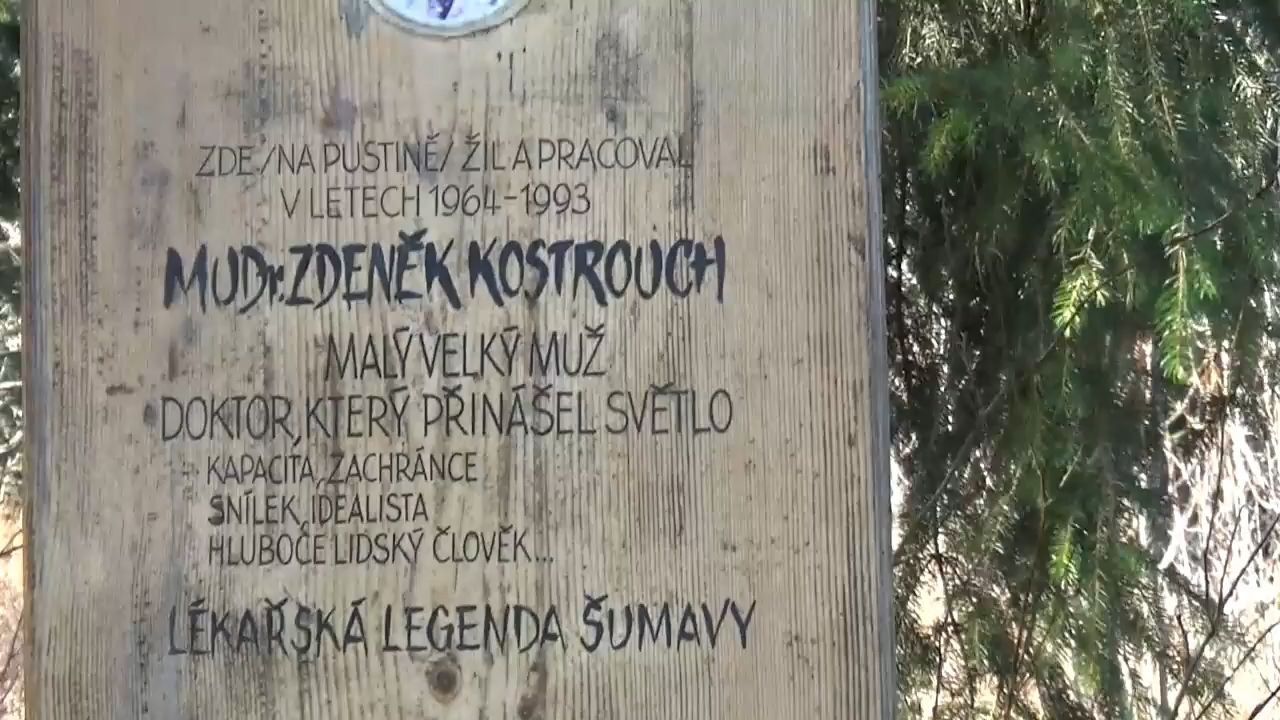 ZDE /NA PUSTINĚ/ ŽIL A PRACOVAL
V LETECH 1964-1993
MUDr. ZDENĚK KOSTROUCH
MALÝ VELKÝ MUŽ
DOKTOR, KTERÝ PŘINÁŠEL SVĚTLO
KAPACITA, ZACHRÁNCE
SNÍLEK, IDEALISTA
HLUBOČE LIDSKÝ ČLOVĚK...
LÉKAŘSKÁ LEGENDA ŠUMAVY